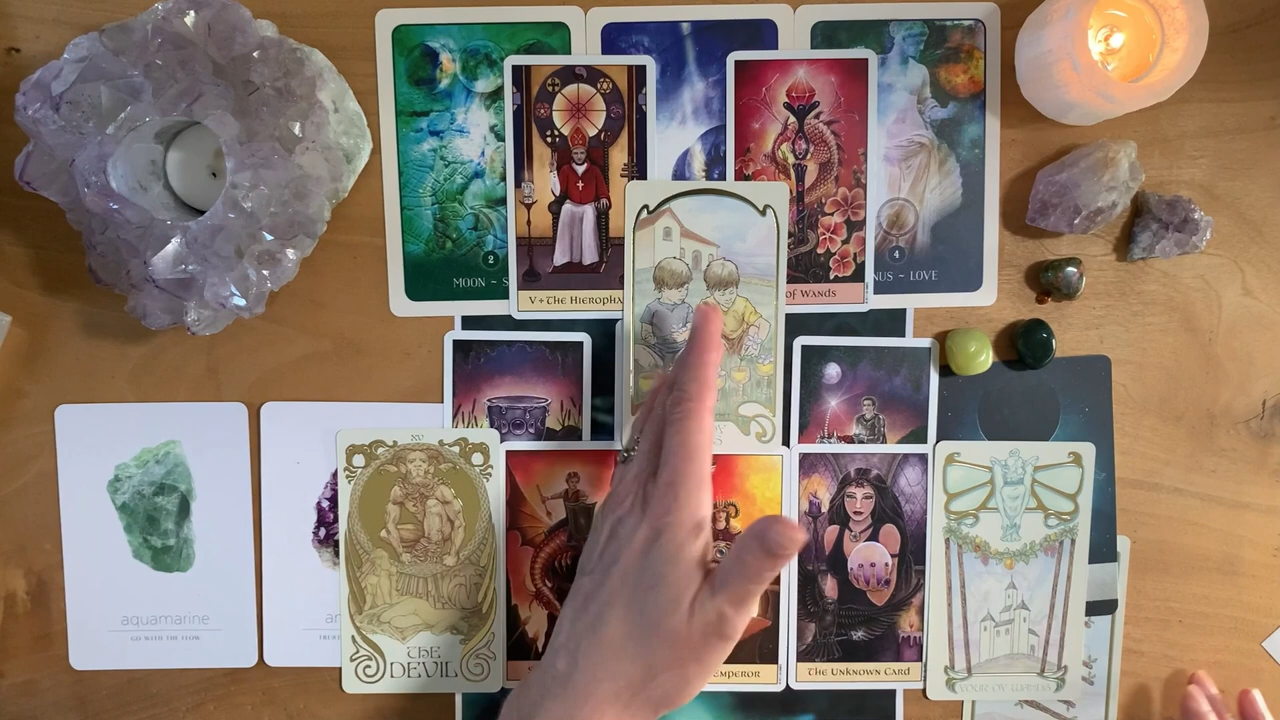 2
MOON ~ S
4
NUS ~ LOVE
V ✦ THE HIEROPHA
OF WANDS
XV
THE
DEVIL
aquamarine
GO WITH THE FLOW
EMPEROR
THE UNKNOWN CARD
FOUR OF WANDS